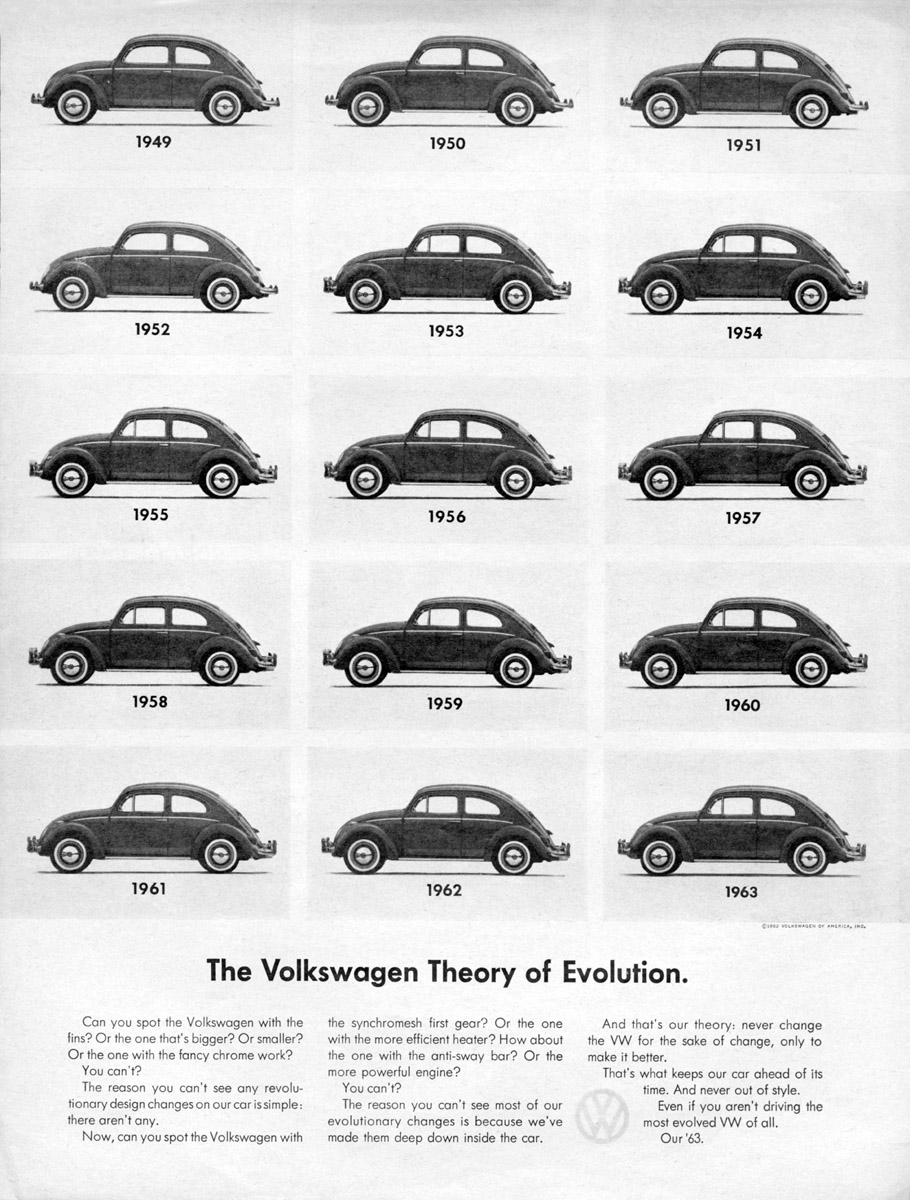 1949
1950
1951
1952
1953
1954
1955
1956
1957
1958
1959
1960
1961
1962
1963
©1962 VOLKSWAGEN OF AMERICA, INC.
The Volkswagen Theory of Evolution.
Can you spot the Volkswagen with the
fins? Or the one that's bigger? Or smaller?
Or the one with the fancy chrome work?
You can't?
The reason you can't see any revolu-
tionary design changes on our car is simple:
there aren't any.
Now, can you spot the Volkswagen with
the synchromesh first gear? Or the one
with the more efficient heater? How about
the one with the anti-sway bar? Or the
more powerful engine?
You can't?
The reason you can't see most of our
evolutionary changes is because we've
made them deep down inside the car.
And that's our theory: never change
the VW for the sake of change, only to
make it better.
That's what keeps our car ahead of its
time. And never out of style.
Even if you aren't driving the
most evolved VW of all.
Our '63.
VW